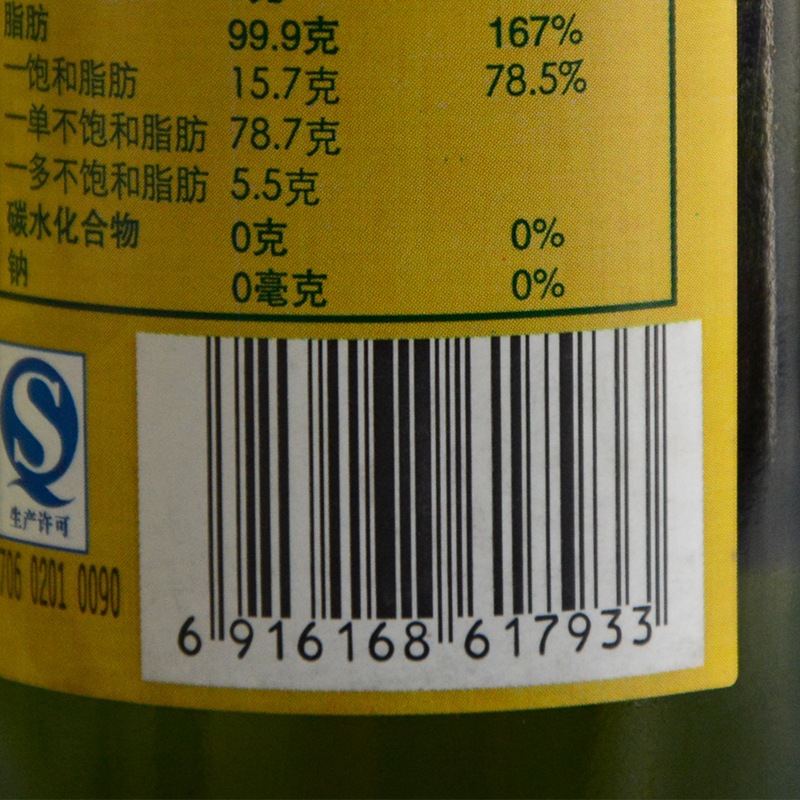 脂肪 99.9克 167%
—饱和脂肪 15.7克 78.5%
—单不饱和脂肪 78.7克
—多不饱和脂肪 5.5克
碳水化合物 0克 0%
钠 0毫克 0%
生产许可
706 0201 0090
6 916168 617933